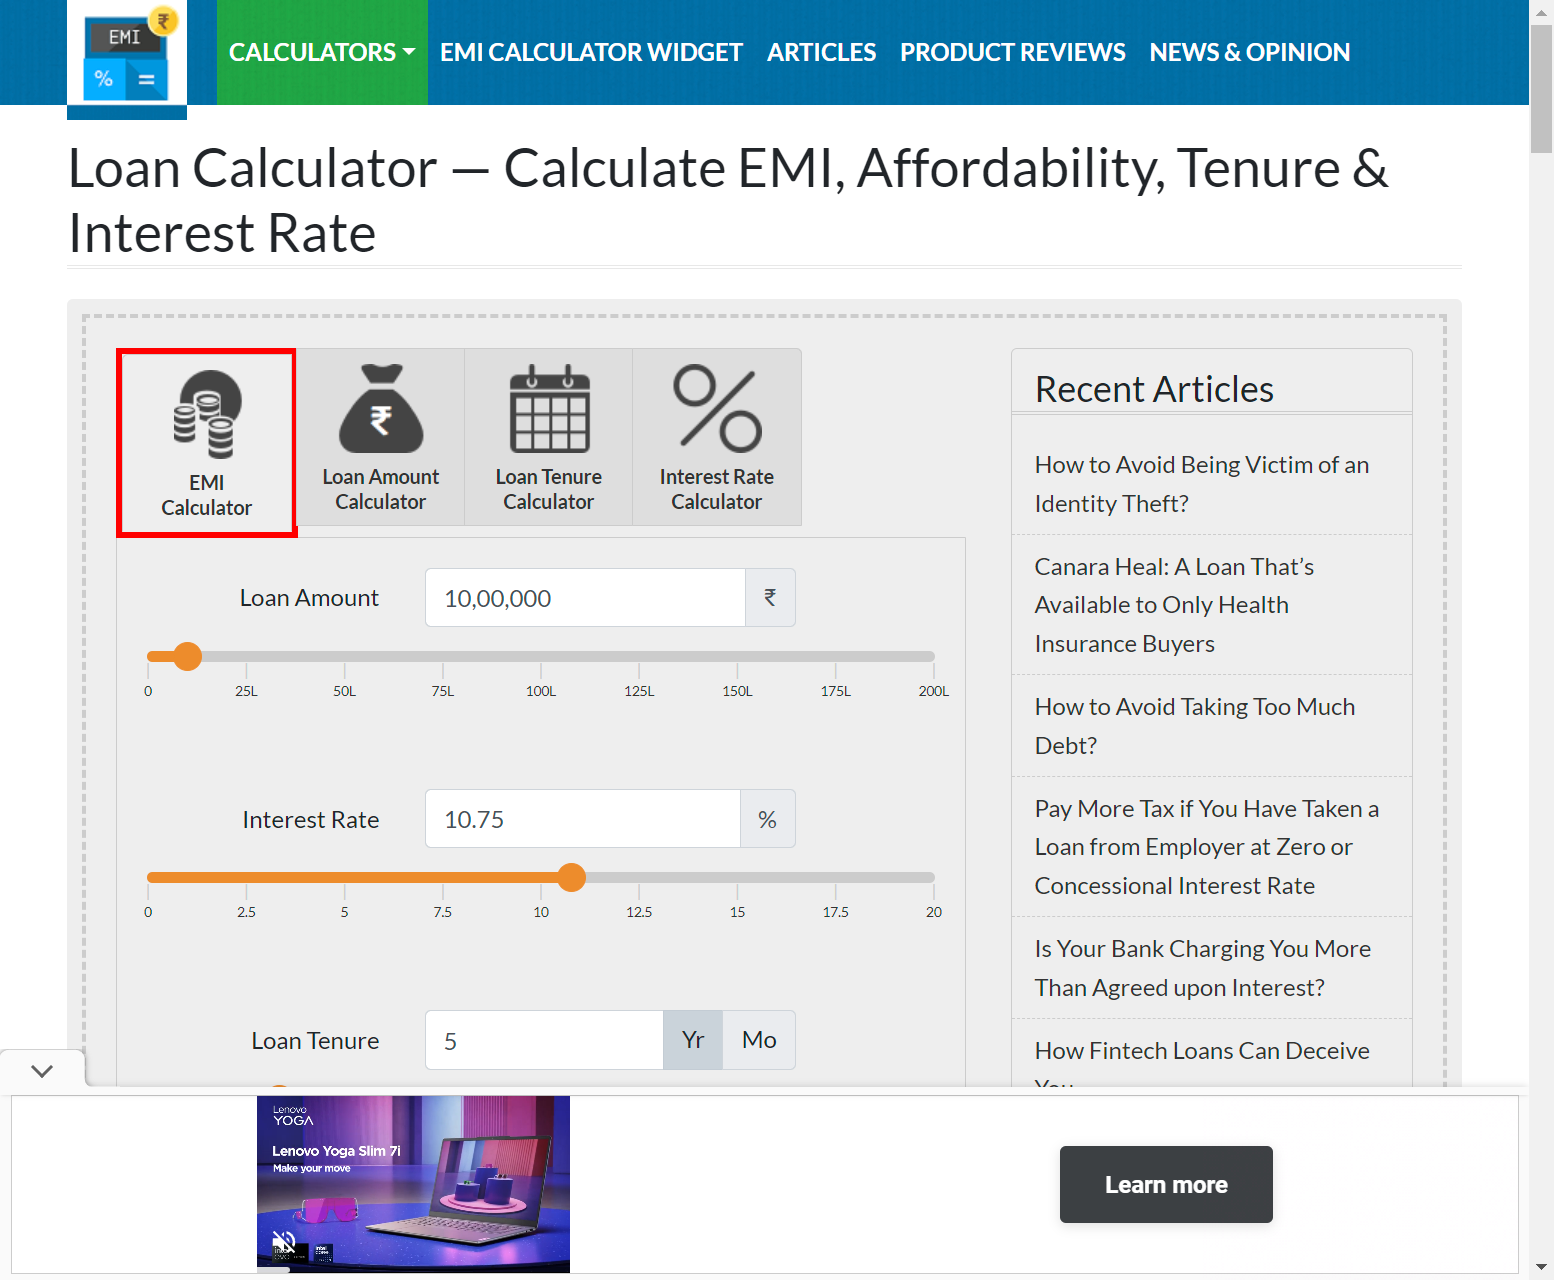 EMI
₹
%
=
CALCULATORS
EMI CALCULATOR WIDGET
ARTICLES
PRODUCT REVIEWS
NEWS & OPINION
Loan Calculator — Calculate EMI, Affordability, Tenure &
Interest Rate
EMI
Calculator
₹
Loan Amount
Calculator
Loan Tenure
Calculator
Interest Rate
Calculator
Loan Amount
10,00,000
₹
0 25L 50L 75L 100L 125L 150L 175L 200L
Interest Rate
10.75
%
0 2.5 5 7.5 10 12.5 15 17.5 20
Loan Tenure
5
Yr
Mo
Recent Articles
How to Avoid Being Victim of an
Identity Theft?
Canara Heal: A Loan That’s
Available to Only Health
Insurance Buyers
How to Avoid Taking Too Much
Debt?
Pay More Tax if You Have Taken a
Loan from Employer at Zero or
Concessional Interest Rate
Is Your Bank Charging You More
Than Agreed upon Interest?
How Fintech Loans Can Deceive
You
Lenovo
YOGA
Lenovo Yoga Slim 7i
Make your move
Learn more